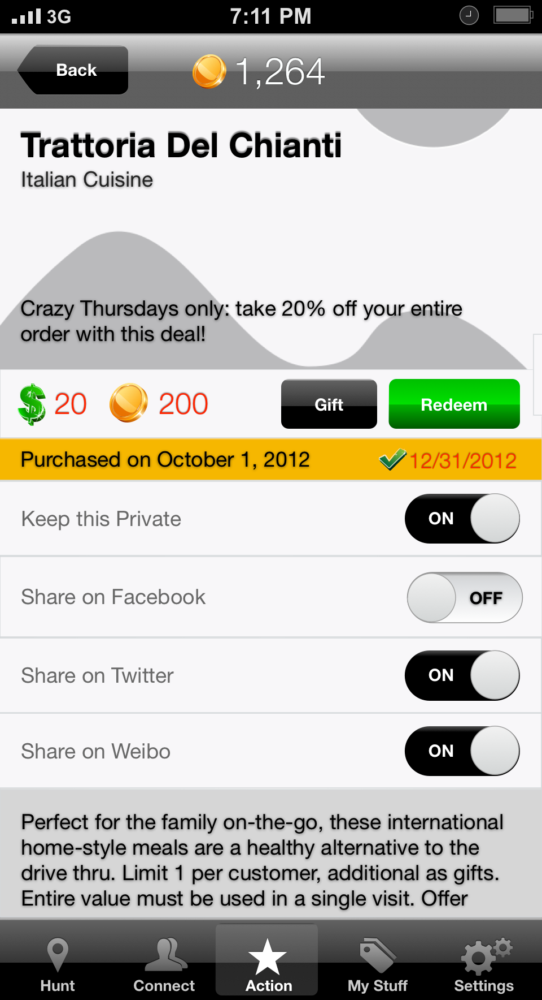 3G 7:11 PM
Back 1,264
Trattoria Del Chianti
Italian Cuisine
Crazy Thursdays only: take 20% off your entire
order with this deal!
20 200 Gift Redeem
Purchased on October 1, 2012 12/31/2012
Keep this Private ON
Share on Facebook OFF
Share on Twitter ON
Share on Weibo ON
Perfect for the family on-the-go, these international
home-style meals are a healthy alternative to the
drive thru. Limit 1 per customer, additional as gifts.
Entire value must be used in a single visit. Offer
Hunt Connect Action My Stuff Settings